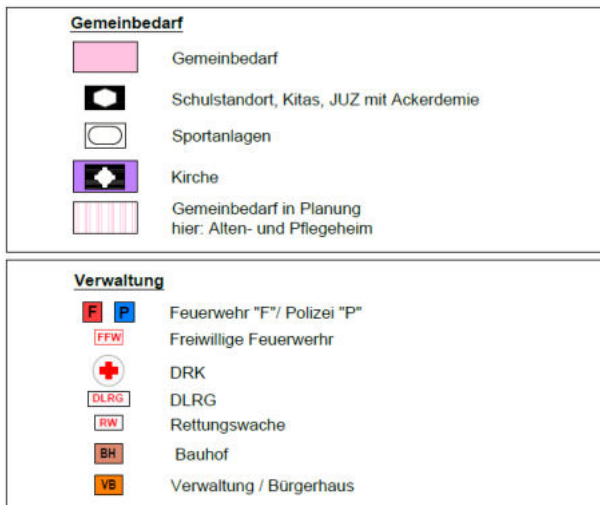 Gemeinbedarf
Gemeinbedarf
Schulstandort, Kitas, JUZ mit Ackerdemie
Sportanlagen
Kirche
Gemeinbedarf in Planung
hier: Alten- und Pflegeheim
Verwaltung
F P Feuerwehr "F"/ Polizei "P"
FFW Freiwillige Feuerwerhr
DRK
DLRG DLRG
RW Rettungswache
BH Bauhof
VB Verwaltung / Bürgerhaus